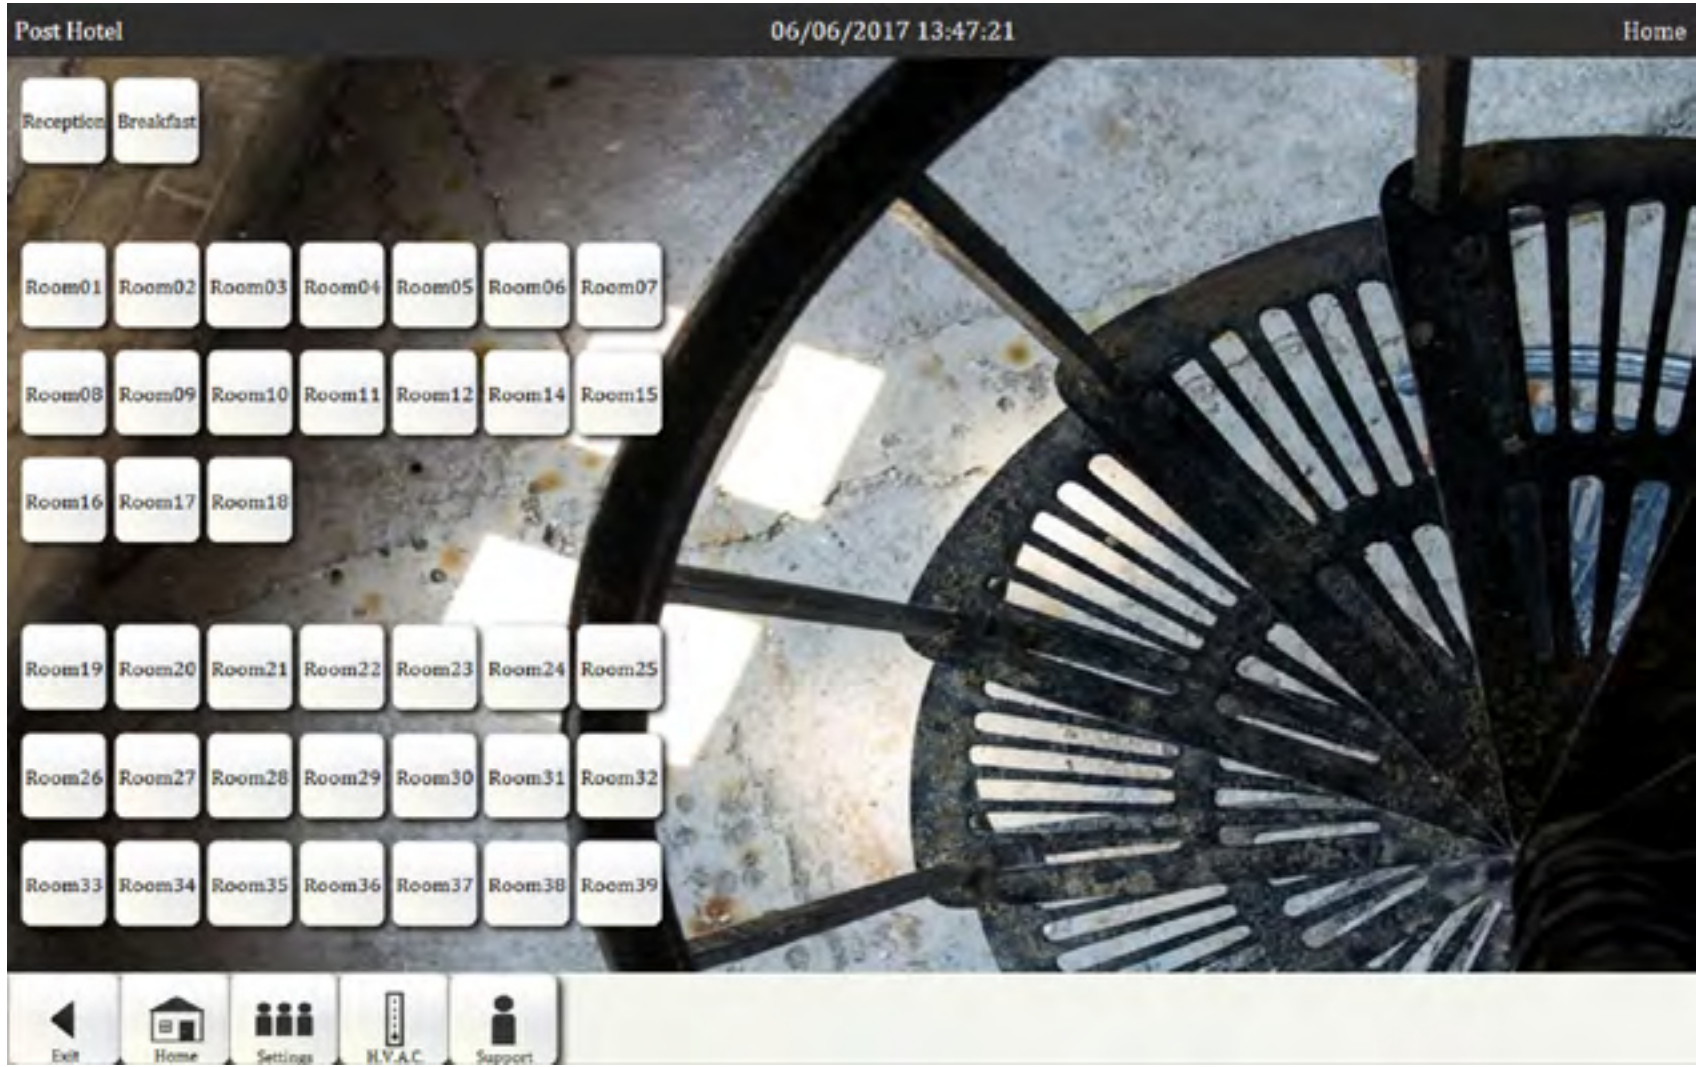 Post Hotel 06/06/2017 13:47:21 Home
Reception Breakfast
Room01 Room02 Room03 Room04 Room05 Room06 Room07
Room08 Room09 Room10 Room11 Room12 Room14 Room15
Room16 Room17 Room18
Room19 Room20 Room21 Room22 Room23 Room24 Room25
Room26 Room27 Room28 Room29 Room30 Room31 Room32
Room33 Room34 Room35 Room36 Room37 Room38 Room39
Exit Home Settings H.V.A.C. Support